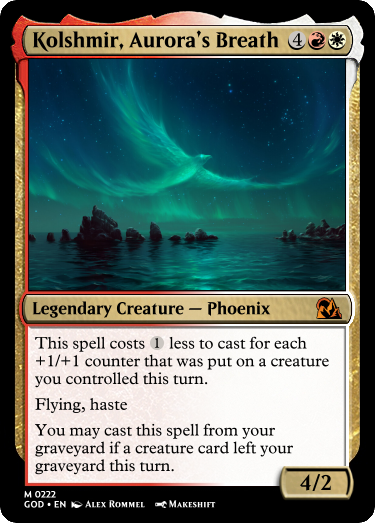 Kolshmir, Aurora's Breath 4
Legendary Creature — Phoenix
This spell costs 1 less to cast for each
+1/+1 counter that was put on a creature
you controlled this turn.
Flying, haste
You may cast this spell from your
graveyard if a creature card left your
graveyard this turn.
4/2
M 0222
GOD • EN Alex Rommel Makeshift